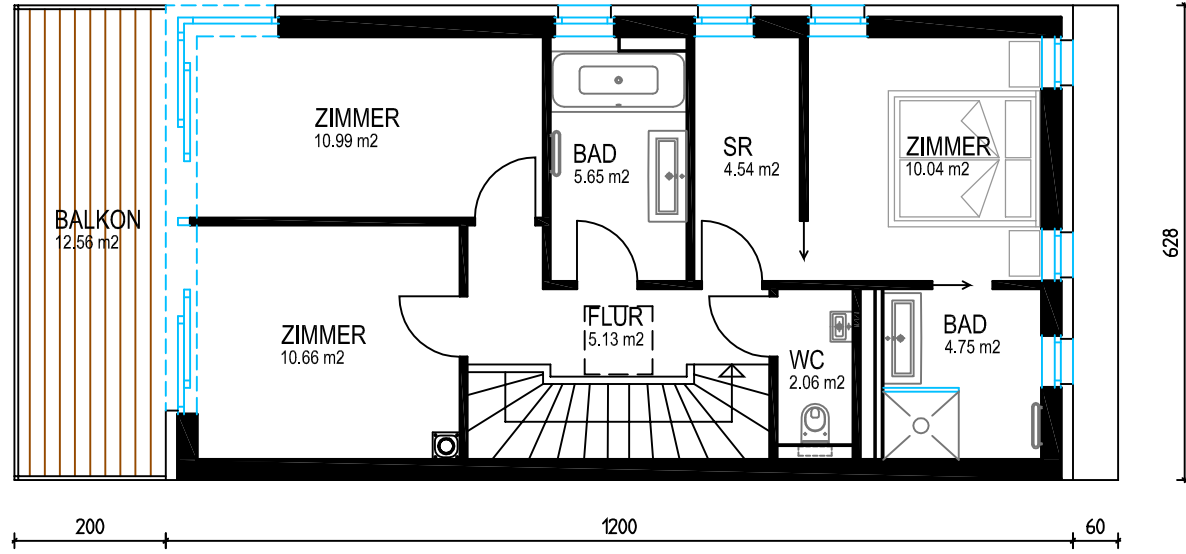 ZIMMER
10.99 m2
BAD
5.65 m2
SR
4.54 m2
ZIMMER
10.04 m2
BALKON
12.56 m2
628
ZIMMER
10.66 m2
FLUR
5.13 m2
WC
2.06 m2
BAD
4.75 m2
200
1200
60